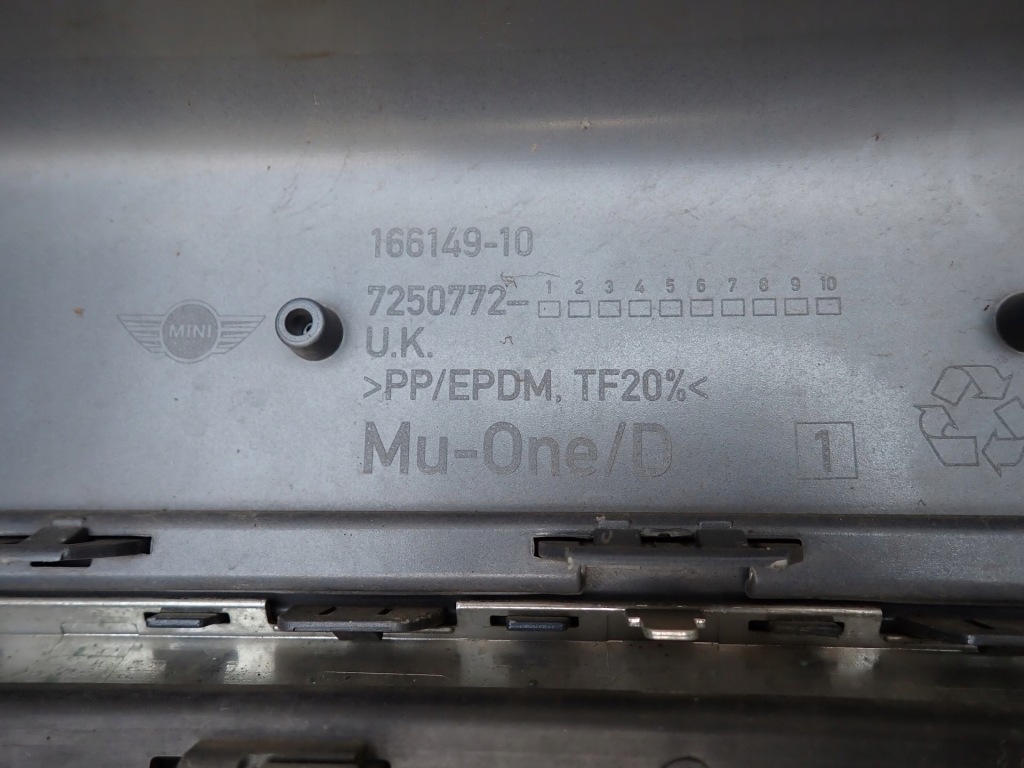 166149-10
7250772- 1 2 3 4 5 6 7 8 9 10
MINI
U.K.
>PP/EPDM, TF20%<
Mu-One/D
1